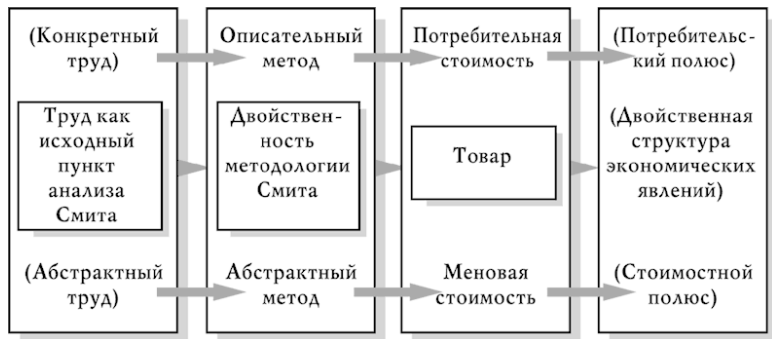 (Конкретный
труд)
Труд как
исходный
пункт
анализа
Смита
(Абстрактный
труд)
Описательный
метод
Двойствен-
ность
методологии
Смита
Абстрактный
метод
Потребительная
стоимость
Товар
Меновая
стоимость
(Потребительс-
кий полюс)
(Двойственная
структура
экономических
явлений)
(Стоимостной
полюс)